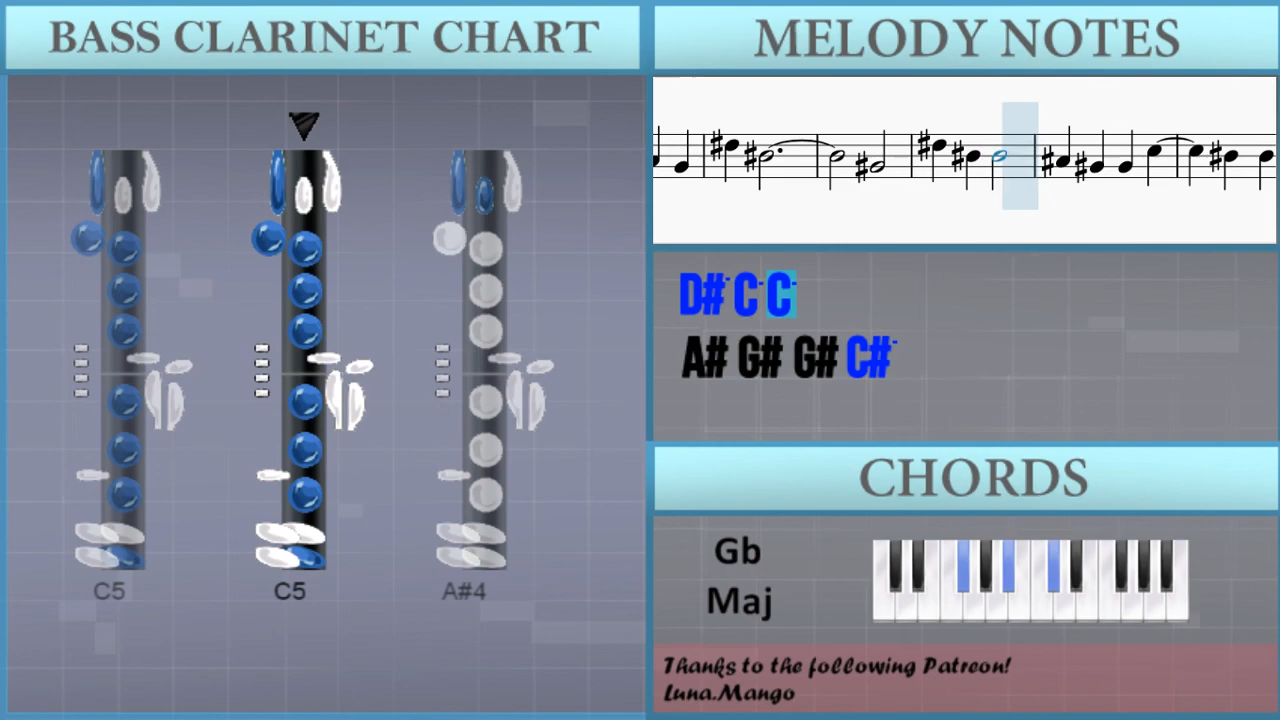 BASS CLARINET CHART
C5 C5 A#4
MELODY NOTES
D#· C· C·
A# G# G# C#·
CHORDS
Gb
Maj
Thanks to the following Patreon!
Luna.Mango